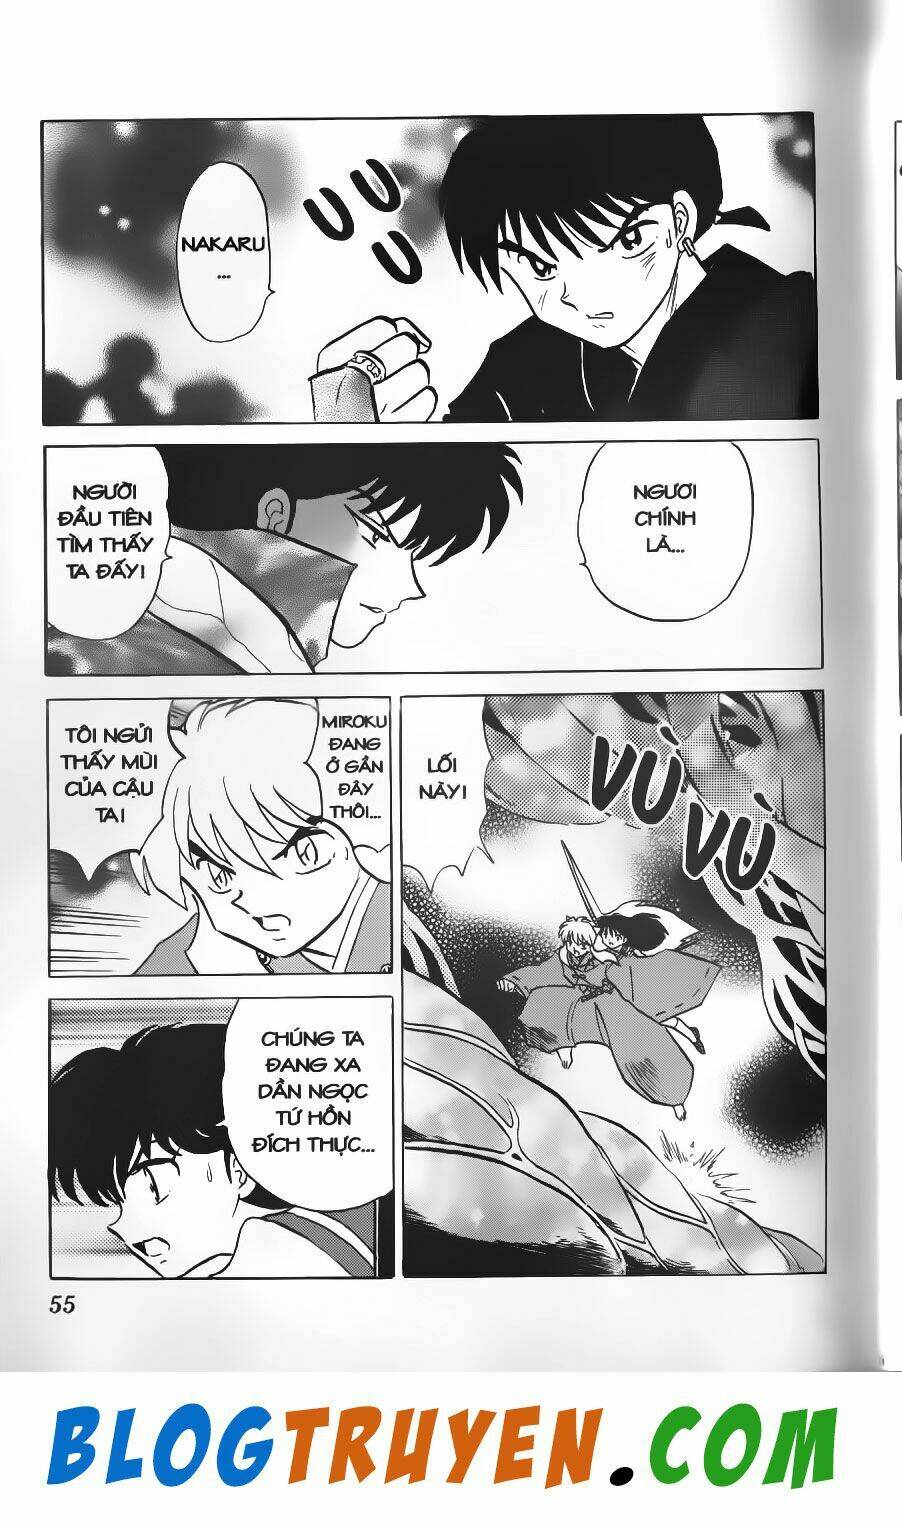 NAKARU
...
UU
U
NGƯƠI
CHÍNH
LÀ...
NGƯỜI
ĐẦU TIÊN
TÌM THẤY
TA ĐẤY!
LỐI
NÀY!
VÙ
VÙ
MIROKU
ĐANG
Ở GẦN
ĐÂY
THÔI...
TÔI NGỬI
THẤY MÙI
CỦA CẬU
TA!
CHÚNG TA
ĐANG XA
DẦN NGỌC
TỨ HỒN
ĐÍCH THỰC...
55
BLOGTRUYEN.COM